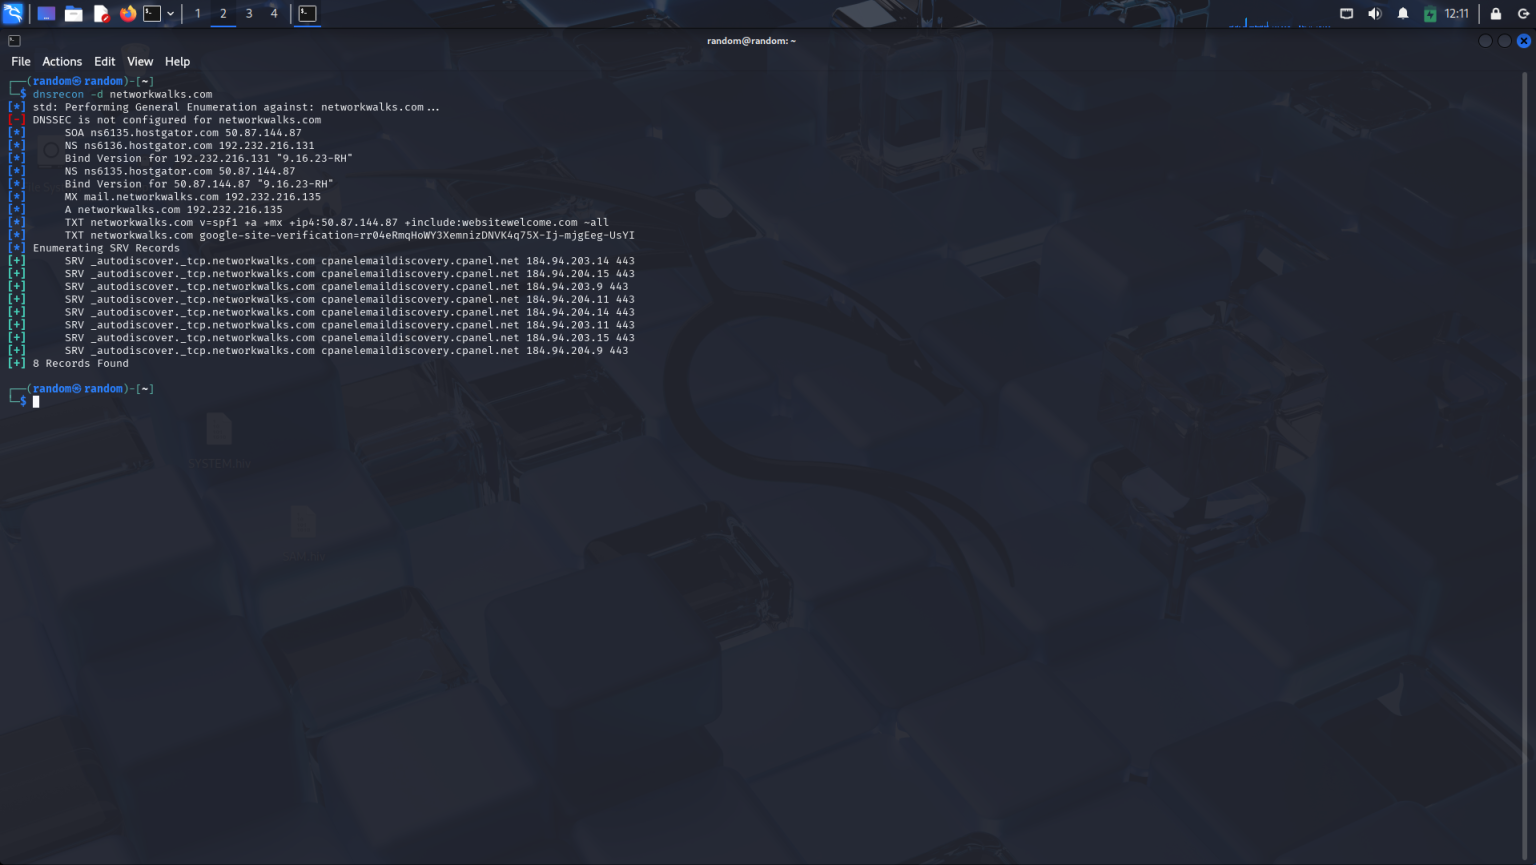 1 2 3 4
12:11
random@random: ~
File Actions Edit View Help
┌──(random㉿random)-[~]
└─$ dnsrecon -d networkwalks.com
[*] std: Performing General Enumeration against: networkwalks.com...
[-] DNSSEC is not configured for networkwalks.com
[*] SOA ns6135.hostgator.com 50.87.144.87
[*] NS ns6136.hostgator.com 192.232.216.131
[*] Bind Version for 192.232.216.131 "9.16.23-RH"
[*] NS ns6135.hostgator.com 50.87.144.87
[*] Bind Version for 50.87.144.87 "9.16.23-RH"
[*] MX mail.networkwalks.com 192.232.216.135
[*] A networkwalks.com 192.232.216.135
[*] TXT networkwalks.com v=spf1 +a +mx +ip4:50.87.144.87 +include:websitewelcome.com ~all
[*] TXT networkwalks.com google-site-verification=rr04eRmqHoWY3XemnizDNVK4q75X-Ij-mjgEeg-UsYI
[*] Enumerating SRV Records
[+] SRV _autodiscover._tcp.networkwalks.com cpanelemaildiscovery.cpanel.net 184.94.203.14 443
[+] SRV _autodiscover._tcp.networkwalks.com cpanelemaildiscovery.cpanel.net 184.94.204.15 443
[+] SRV _autodiscover._tcp.networkwalks.com cpanelemaildiscovery.cpanel.net 184.94.203.9 443
[+] SRV _autodiscover._tcp.networkwalks.com cpanelemaildiscovery.cpanel.net 184.94.204.11 443
[+] SRV _autodiscover._tcp.networkwalks.com cpanelemaildiscovery.cpanel.net 184.94.204.14 443
[+] SRV _autodiscover._tcp.networkwalks.com cpanelemaildiscovery.cpanel.net 184.94.203.11 443
[+] SRV _autodiscover._tcp.networkwalks.com cpanelemaildiscovery.cpanel.net 184.94.203.15 443
[+] SRV _autodiscover._tcp.networkwalks.com cpanelemaildiscovery.cpanel.net 184.94.204.9 443
[+] 8 Records Found
┌──(random㉿random)-[~]
└─$